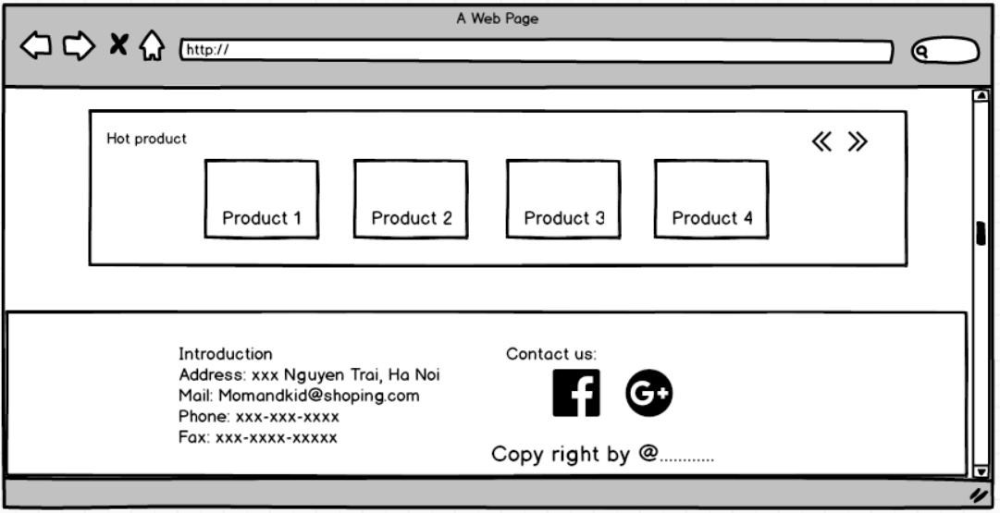 A Web Page
http://
Hot product
Product 1 Product 2 Product 3 Product 4
Introduction
Address: xxx Nguyen Trai, Ha Noi
Mail: Momandkid@shoping.com
Phone: xxx-xxx-xxxx
Fax: xxx-xxxx-xxxxx
Contact us:
f G+
Copy right by @............